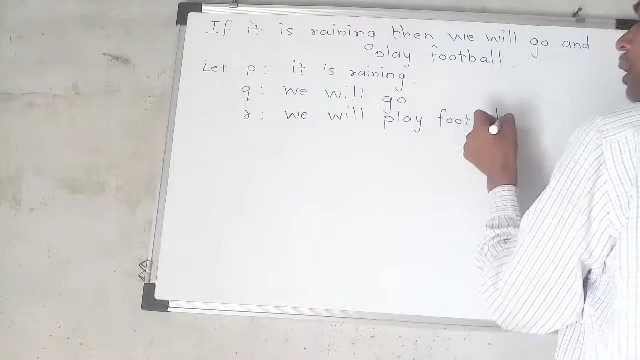 If it is raining then we will go and
play football.
Let p: it is raining
q: we will go
r: we will play foot